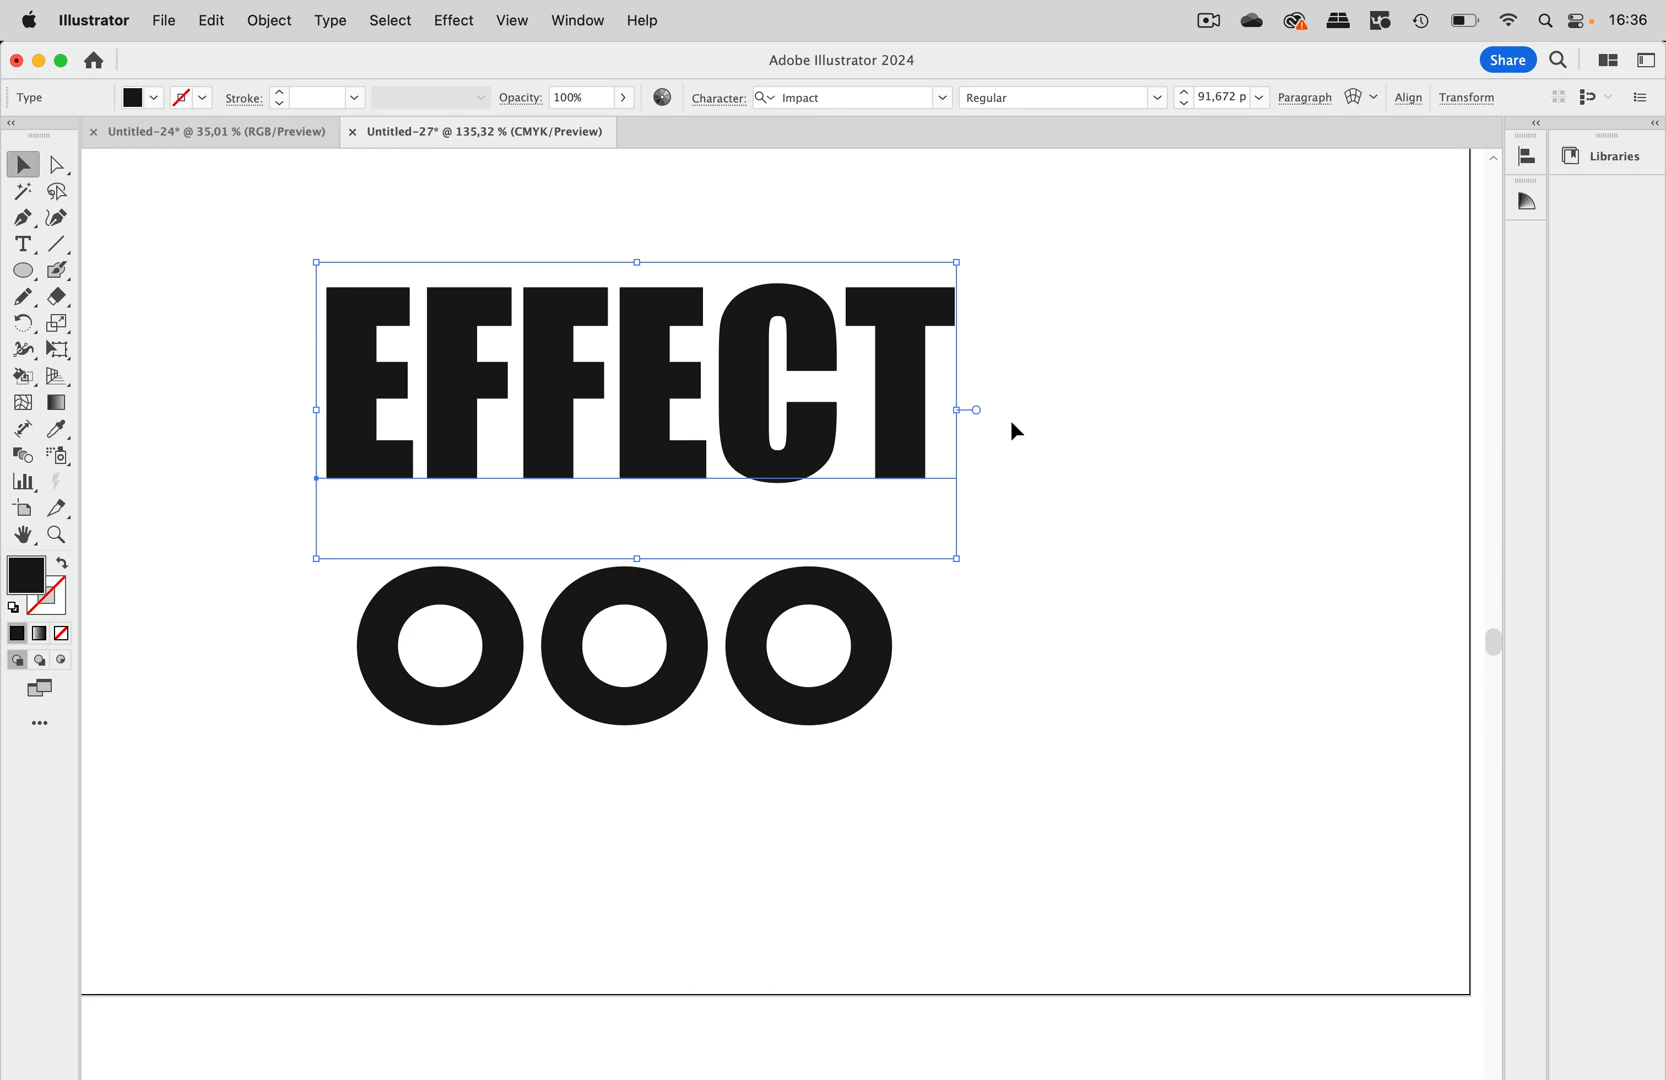 Illustrator File Edit Object Type Select Effect View Window Help 16:36
Adobe Illustrator 2024 Share
Type Stroke: Opacity: 100% Character: Impact Regular 91,672 p Paragraph Align Transform
Untitled-24* @ 35,01 % (RGB/Preview) Untitled-27* @ 135,32 % (CMYK/Preview)
Libraries
EFFECT
OOO